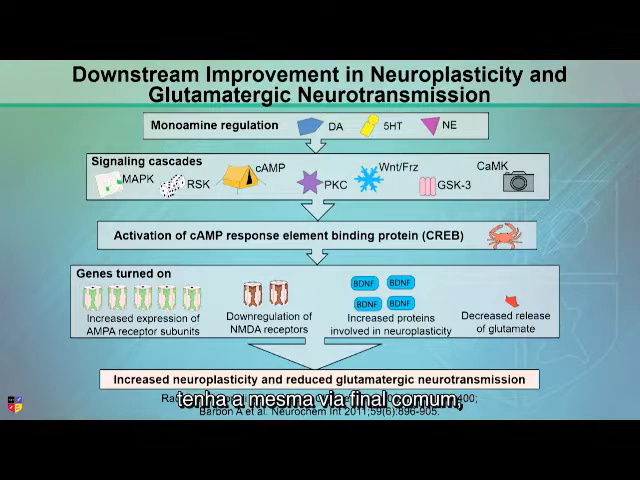 Downstream Improvement in Neuroplasticity and
Glutamatergic Neurotransmission
Monoamine regulation DA 5HT NE
Signaling cascades
MAPK RSK cAMP PKC Wnt/Frz GSK-3 CaMK
Activation of cAMP response element binding protein (CREB)
Genes turned on
BDNF BDNF
BDNF BDNF
Increased expression of
AMPA receptor subunits
Downregulation of
NMDA receptors
Increased proteins
involved in neuroplasticity
Decreased release
of glutamate
Increased neuroplasticity and reduced glutamatergic neurotransmission
400;
tenha a mesma via final comum,
Barbon A et al. Neurochem Int 2011;59(6):896-905.